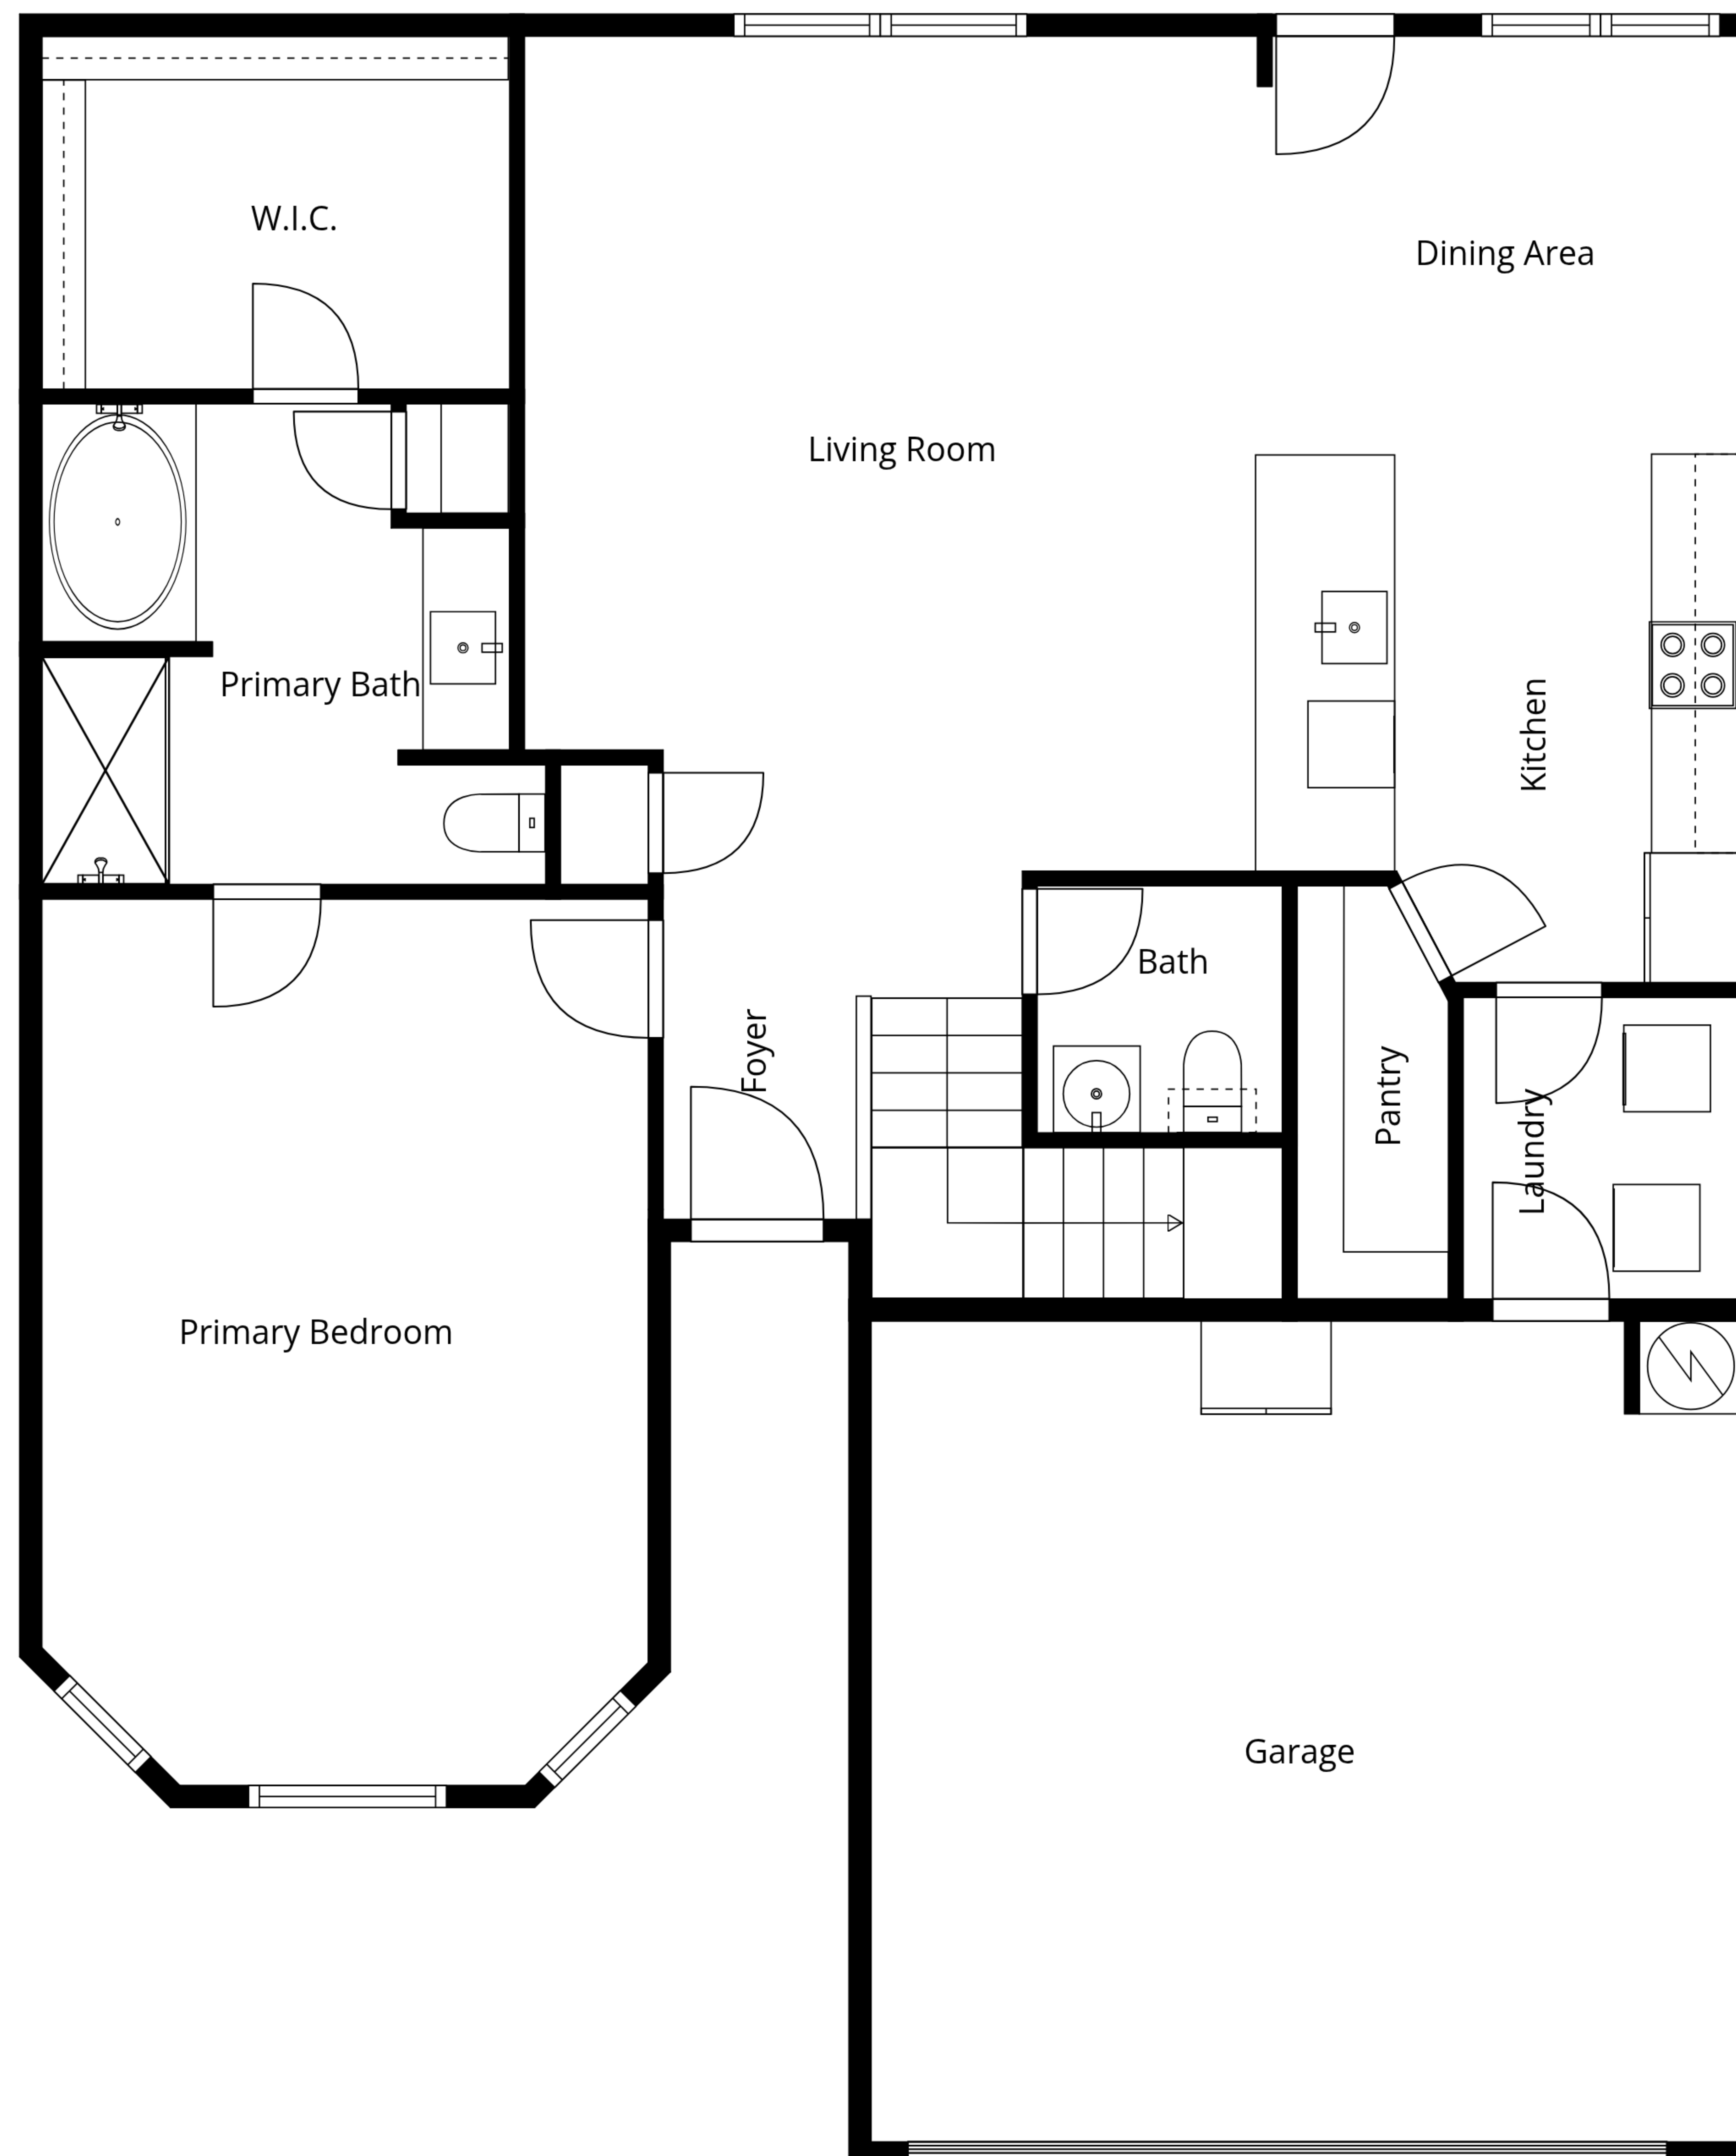 W.I.C.
Dining Area
Living Room
Primary Bath
Kitchen
Bath
Foyer
Pantry
Laundry
Primary Bedroom
Garage